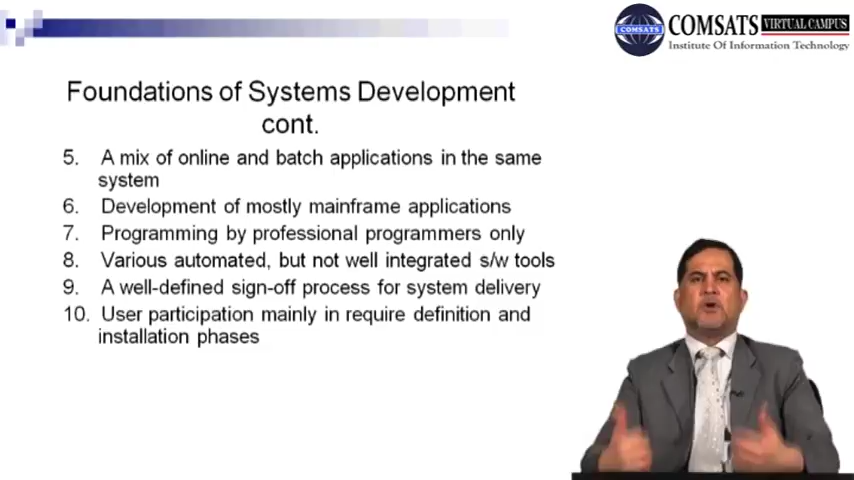 COMSATS
COMSATS VIRTUAL CAMPUS
Institute Of Information Technology
Foundations of Systems Development
cont.
5. A mix of online and batch applications in the same
system
6. Development of mostly mainframe applications
7. Programming by professional programmers only
8. Various automated, but not well integrated s/w tools
9. A well-defined sign-off process for system delivery
10. User participation mainly in require definition and
installation phases